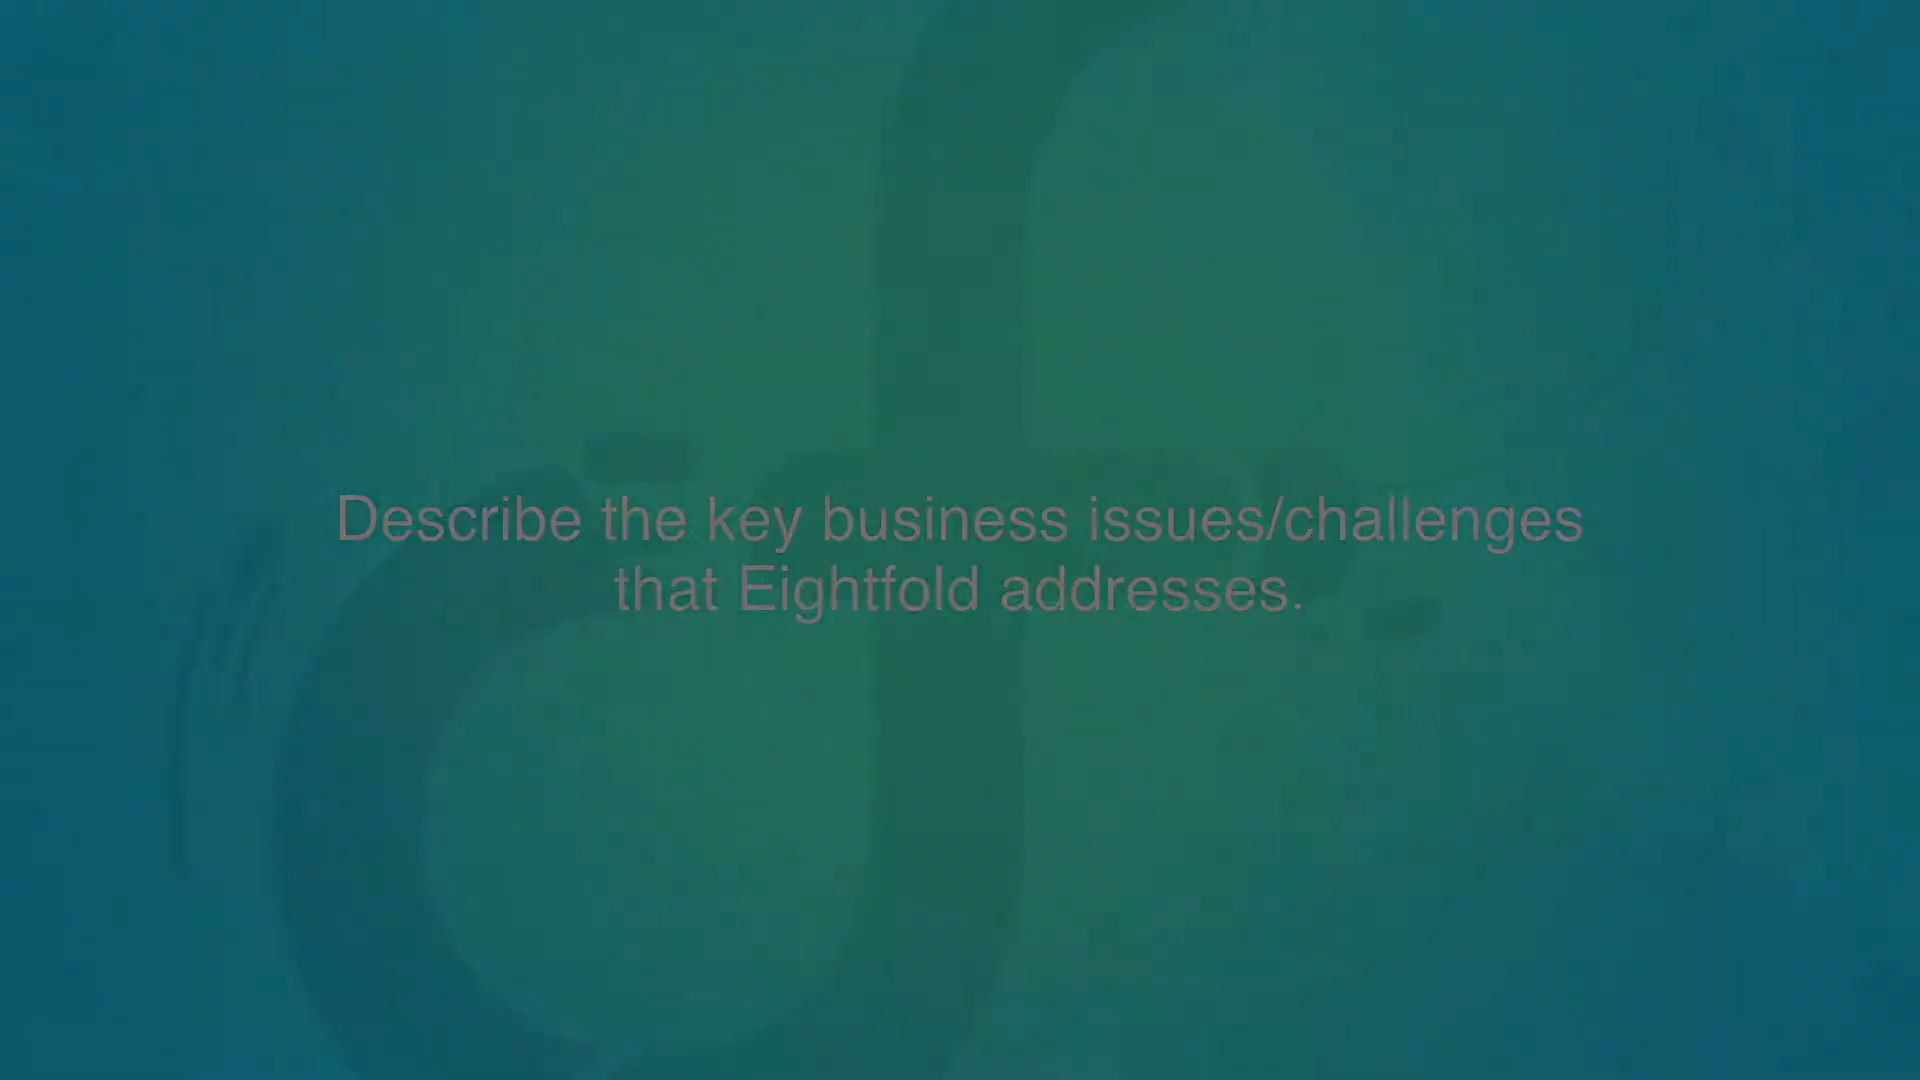 Describe the key business issues/challenges
that Eightfold addresses.